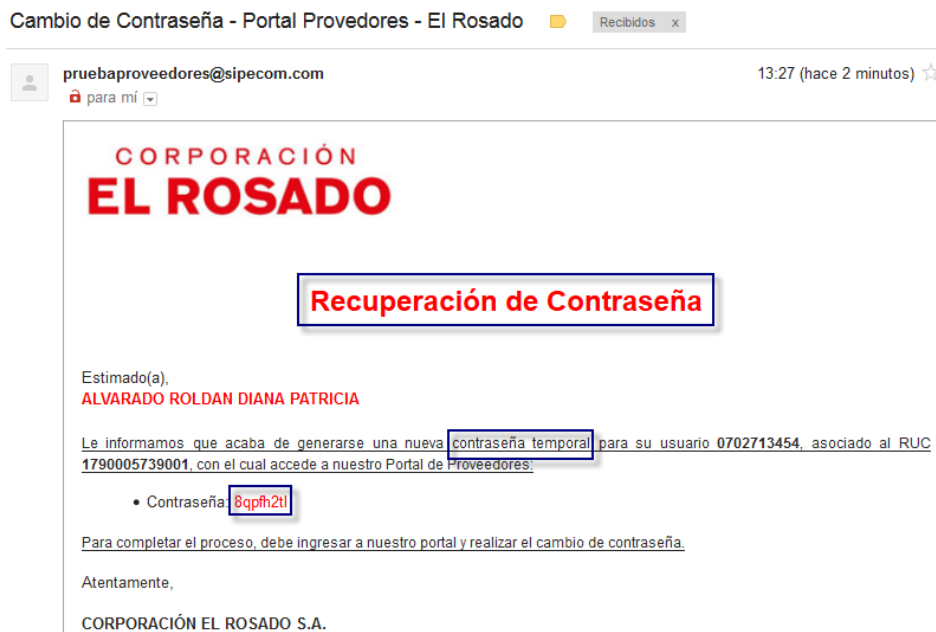 Cambio de Contraseña - Portal Provedores - El Rosado Recibidos x
pruebaproveedores@sipecom.com 13:27 (hace 2 minutos)
para mí
CORPORACIÓN
EL ROSADO
Recuperación de Contraseña
Estimado(a),
ALVARADO ROLDAN DIANA PATRICIA
Le informamos que acaba de generarse una nueva contraseña temporal para su usuario 0702713454, asociado al RUC
1790005739001, con el cual accede a nuestro Portal de Proveedores:
• Contraseña: 8qpfh2tl
Para completar el proceso, debe ingresar a nuestro portal y realizar el cambio de contraseña.
Atentamente,
CORPORACIÓN EL ROSADO S.A.